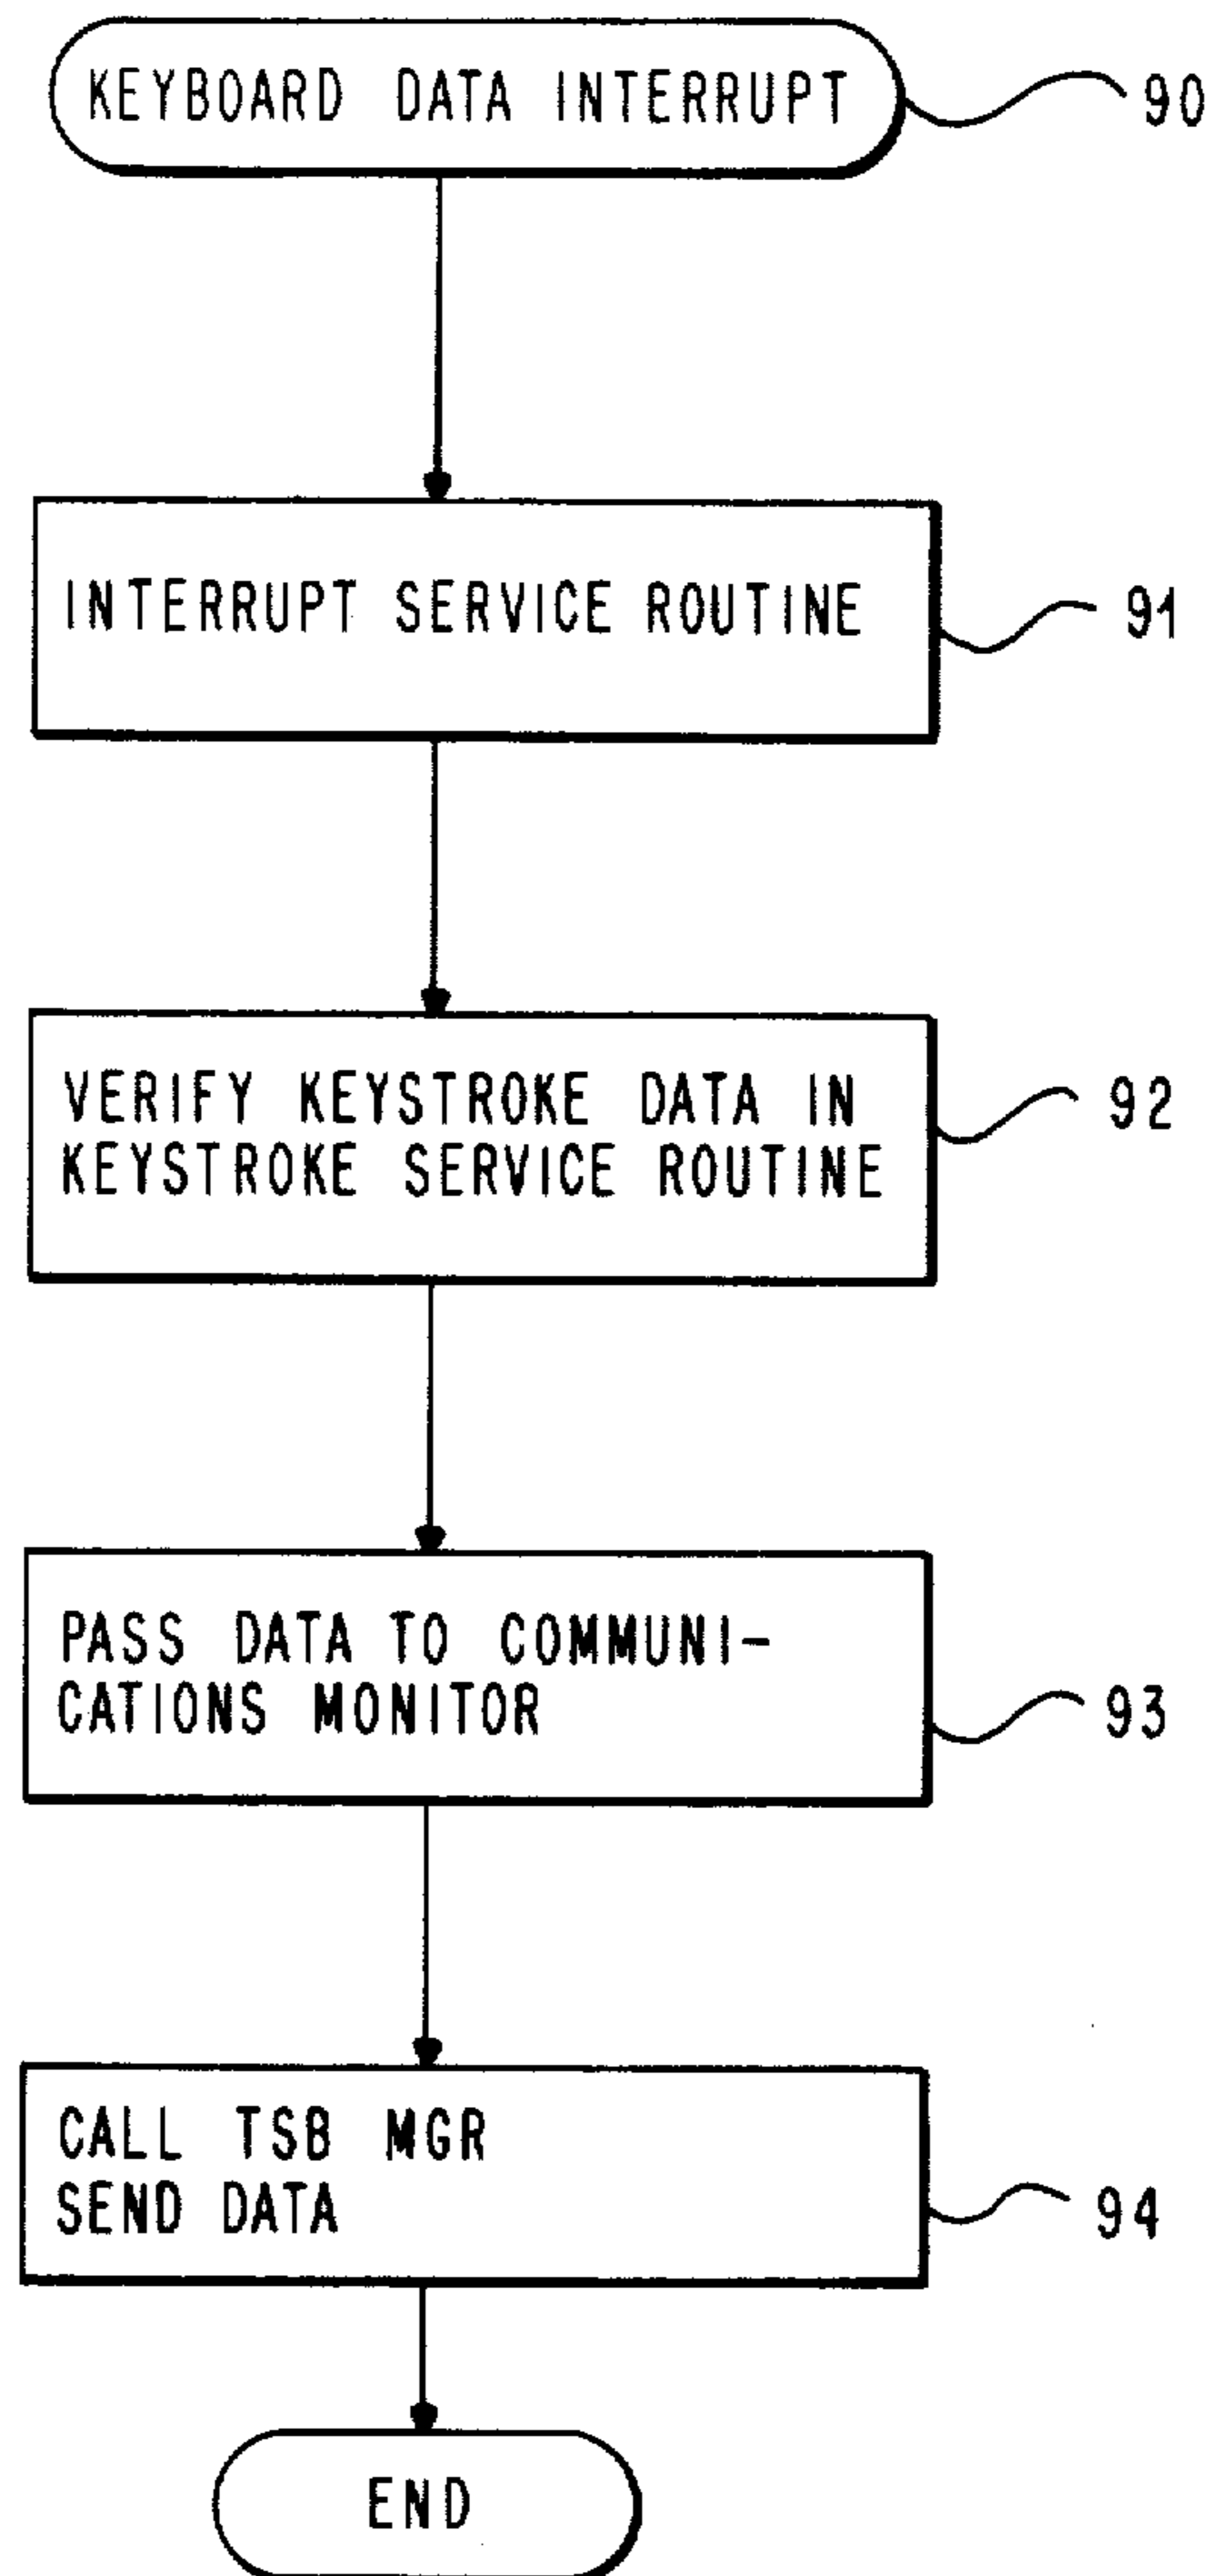 KEYBOARD DATA INTERRUPT
90
INTERRUPT SERVICE ROUTINE
91
VERIFY KEYSTROKE DATA IN
KEYSTROKE SERVICE ROUTINE
92
PASS DATA TO COMMUNI-
CATIONS MONITOR
93
CALL TSB MGR
SEND DATA
94
END